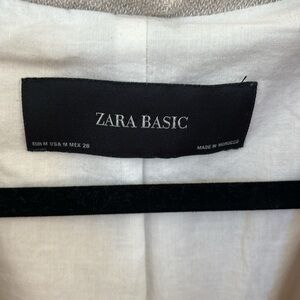 ZARA BASIC
EUR M USA M MEX 28
MADE IN MOROCCO